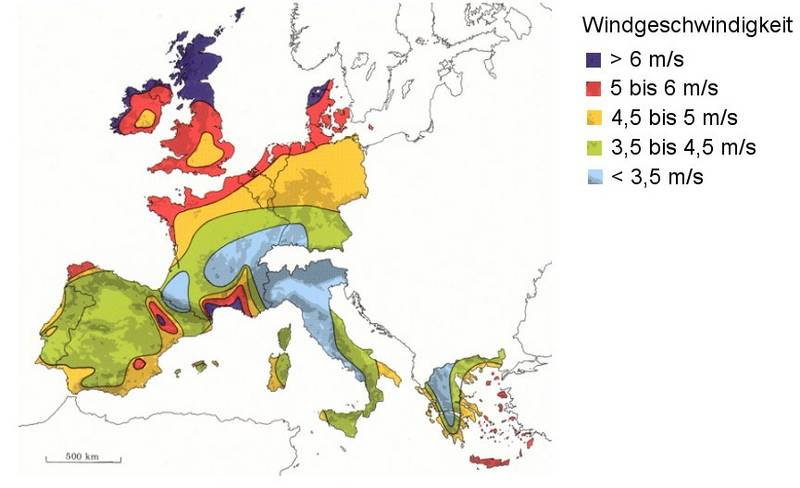 Windgeschwindigkeit
> 6 m/s
5 bis 6 m/s
4,5 bis 5 m/s
3,5 bis 4,5 m/s
< 3,5 m/s
500 km